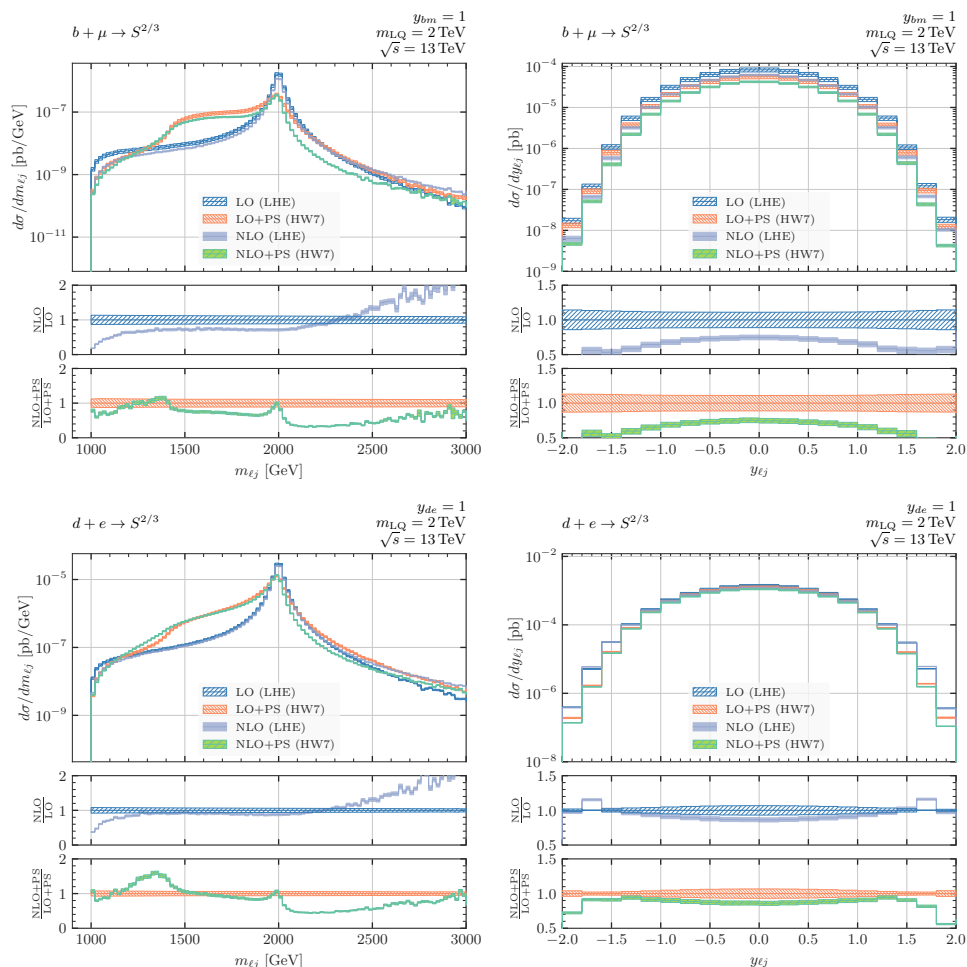 b + μ → S^{2/3}
y_{bm} = 1
m_{LQ} = 2 TeV
√s = 13 TeV
dσ/dm_{ℓj} [pb/GeV]
10^{-7}
10^{-9}
10^{-11}
LO (LHE)
LO+PS (HW7)
NLO (LHE)
NLO+PS (HW7)
NLO
LO
2
1
0
NLO+PS
LO+PS
2
1
0
1000 1500 2000 2500 3000
m_{ℓj} [GeV]
b + μ → S^{2/3}
y_{bm} = 1
m_{LQ} = 2 TeV
√s = 13 TeV
dσ/dy_{ℓj} [pb]
10^{-4}
10^{-5}
10^{-6}
10^{-7}
10^{-8}
10^{-9}
LO (LHE)
LO+PS (HW7)
NLO (LHE)
NLO+PS (HW7)
NLO
LO
1.5
1.0
0.5
NLO+PS
LO+PS
1.5
1.0
0.5
−2.0 −1.5 −1.0 −0.5 0.0 0.5 1.0 1.5 2.0
y_{ℓj}
d + e → S^{2/3}
y_{de} = 1
m_{LQ} = 2 TeV
√s = 13 TeV
dσ/dm_{ℓj} [pb/GeV]
10^{-5}
10^{-7}
10^{-9}
LO (LHE)
LO+PS (HW7)
NLO (LHE)
NLO+PS (HW7)
NLO
LO
2
1
0
NLO+PS
LO+PS
2
1
0
1000 1500 2000 2500 3000
m_{ℓj} [GeV]
d + e → S^{2/3}
y_{de} = 1
m_{LQ} = 2 TeV
√s = 13 TeV
dσ/dy_{ℓj} [pb]
10^{-2}
10^{-4}
10^{-6}
10^{-8}
LO (LHE)
LO+PS (HW7)
NLO (LHE)
NLO+PS (HW7)
NLO
LO
1.5
1.0
0.5
NLO+PS
LO+PS
1.5
1.0
0.5
−2.0 −1.5 −1.0 −0.5 0.0 0.5 1.0 1.5 2.0
y_{ℓj}